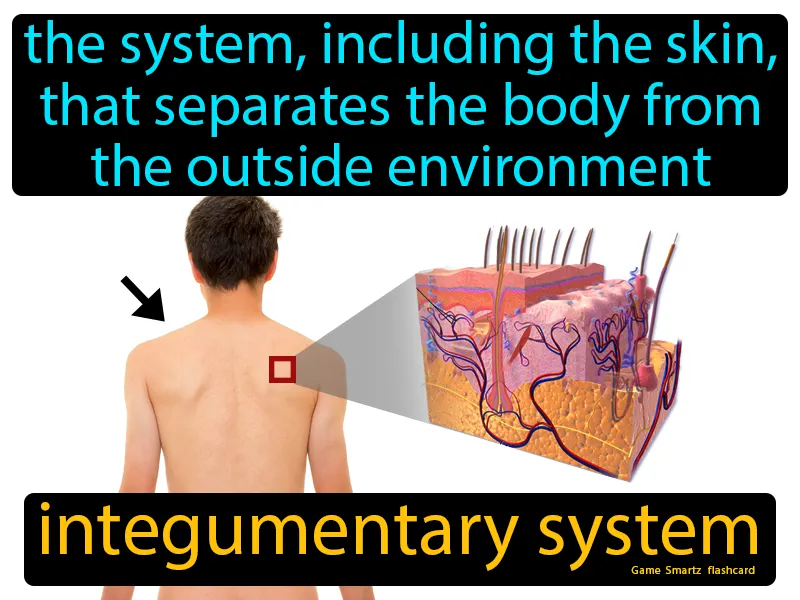 the system, including the skin,
that separates the body from
the outside environment
integumentary system
Game Smartz flashcard